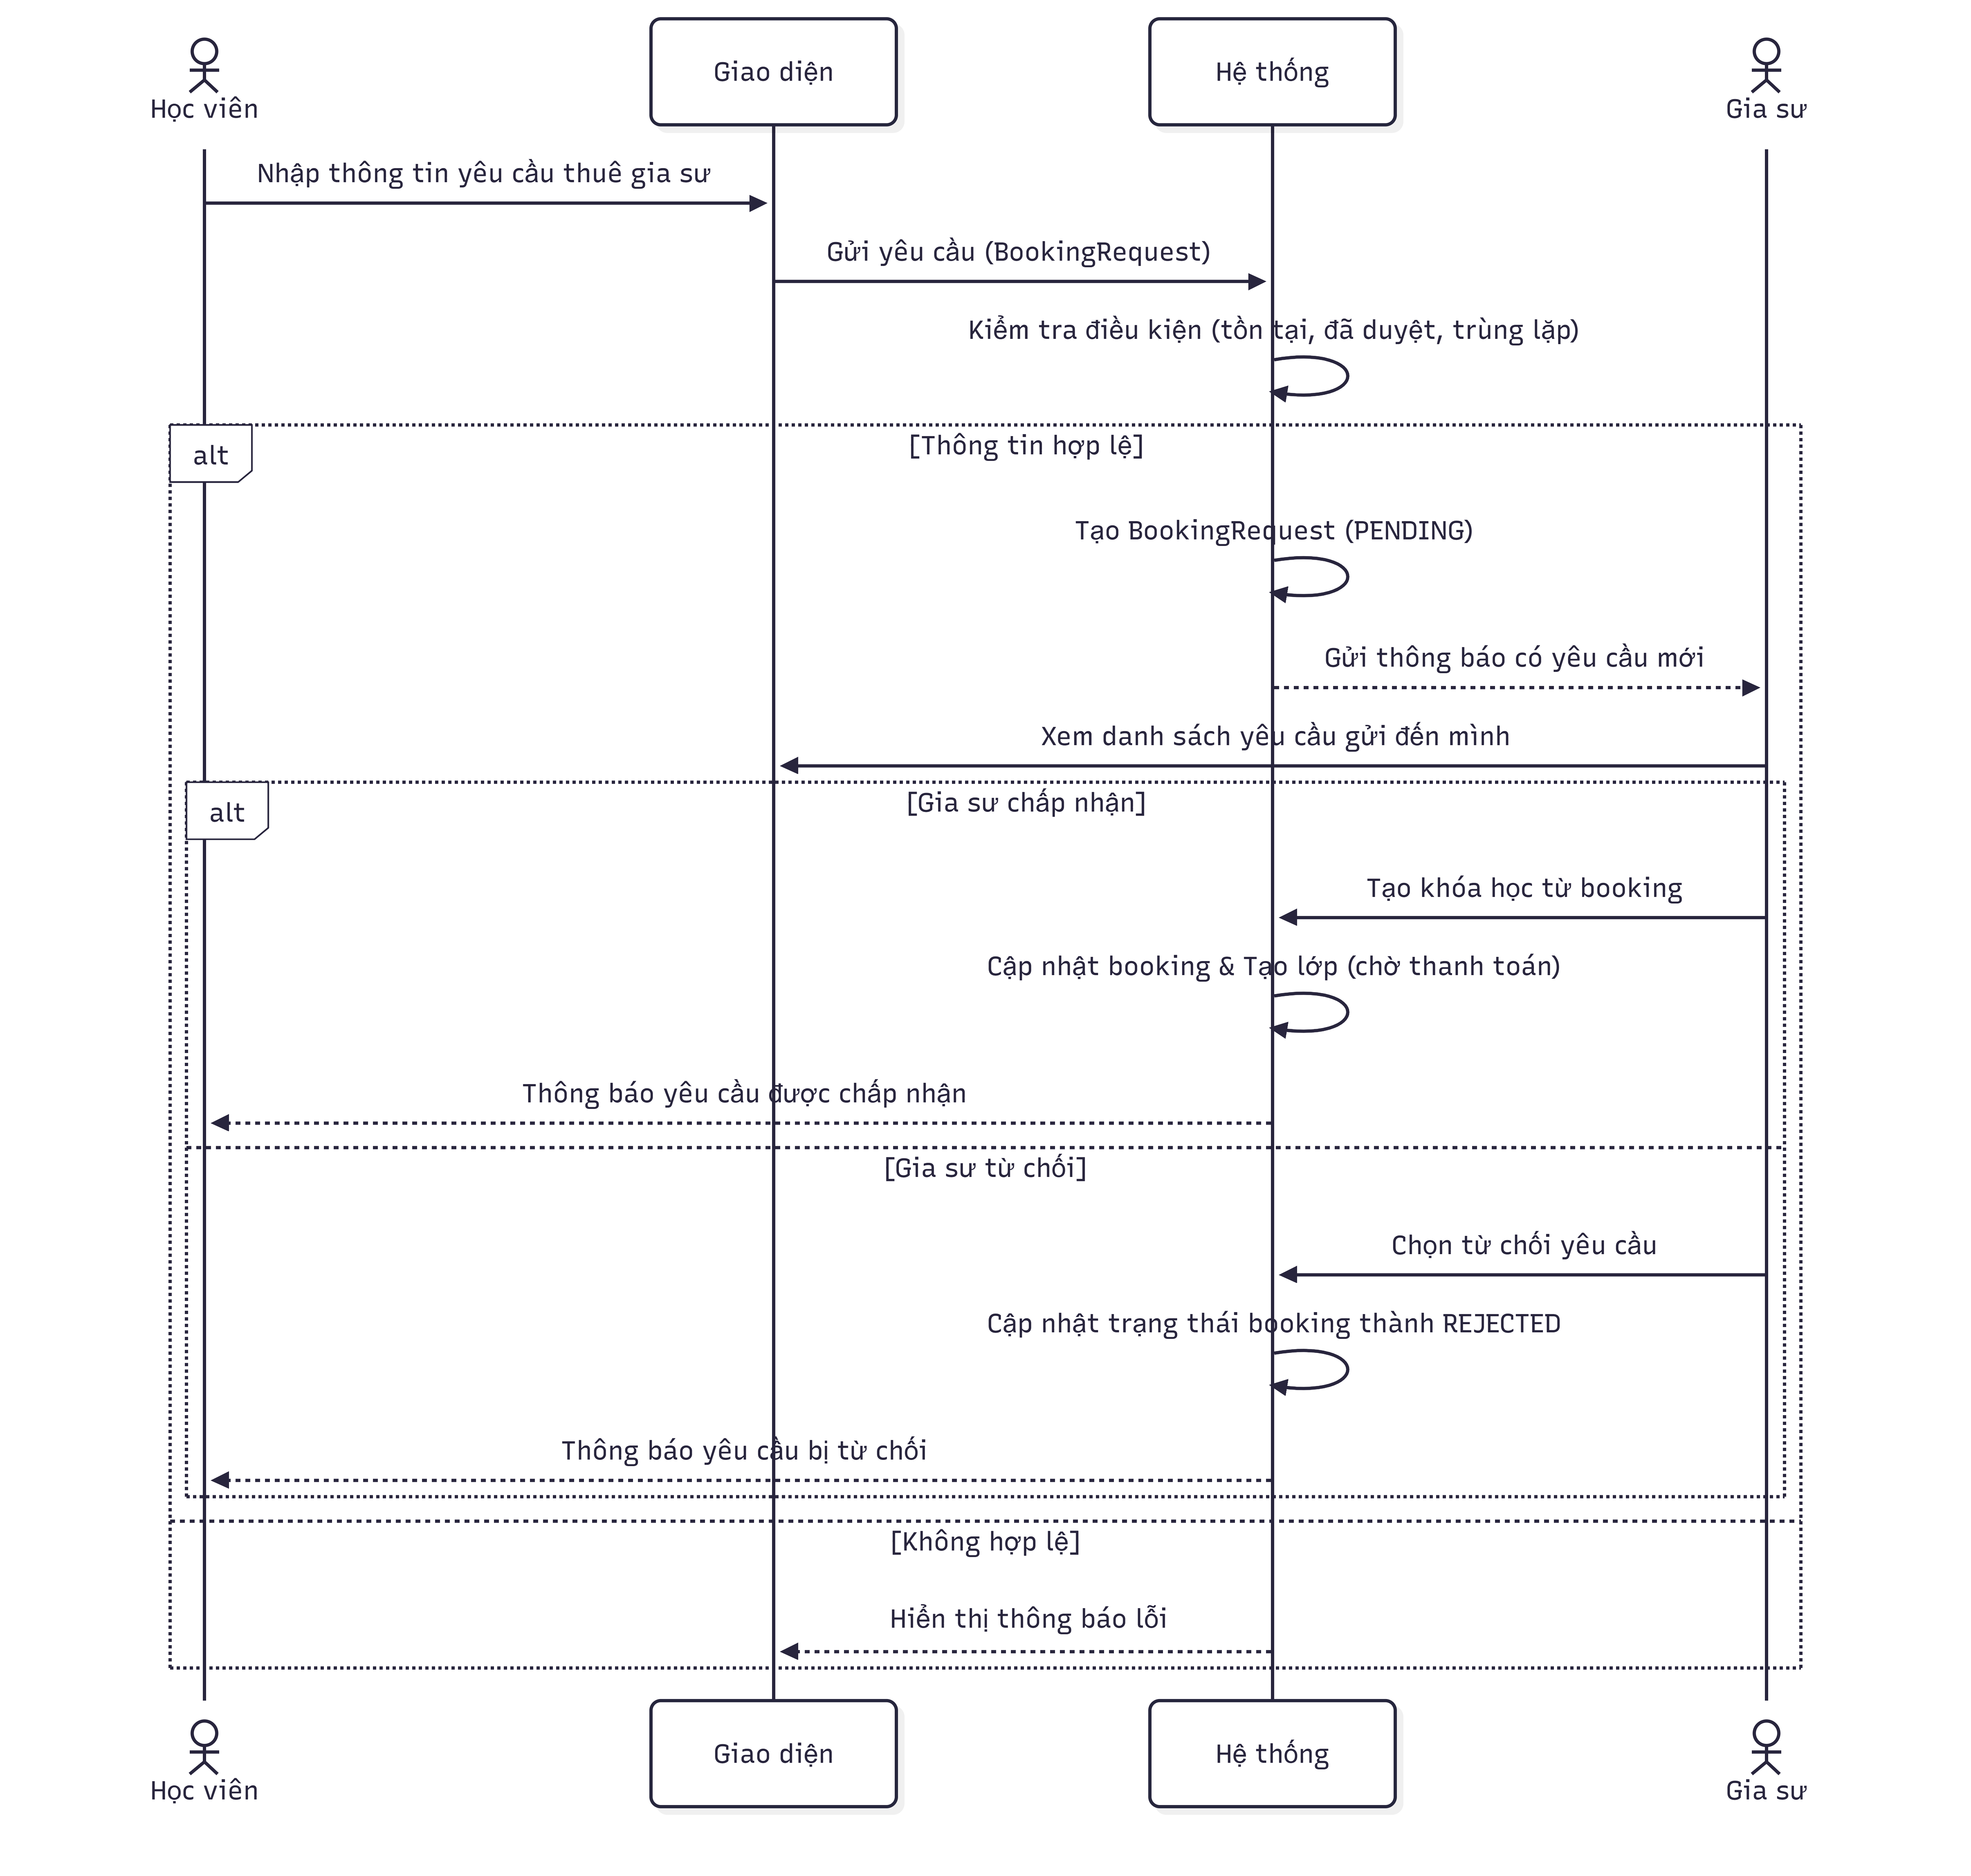 Học viên
Giao diện
Hệ thống
Gia sư
Nhập thông tin yêu cầu thuê gia sư
Gửi yêu cầu (BookingRequest)
Kiểm tra điều kiện (tồn tại, đã duyệt, trùng lặp)
alt
[Thông tin hợp lệ]
Tạo BookingRequest (PENDING)
Gửi thông báo có yêu cầu mới
Xem danh sách yêu cầu gửi đến mình
alt
[Gia sư chấp nhận]
Tạo khóa học từ booking
Cập nhật booking & Tạo lớp (chờ thanh toán)
Thông báo yêu cầu được chấp nhận
[Gia sư từ chối]
Chọn từ chối yêu cầu
Cập nhật trạng thái booking thành REJECTED
Thông báo yêu cầu bị từ chối
[Không hợp lệ]
Hiển thị thông báo lỗi
Học viên
Giao diện
Hệ thống
Gia sư